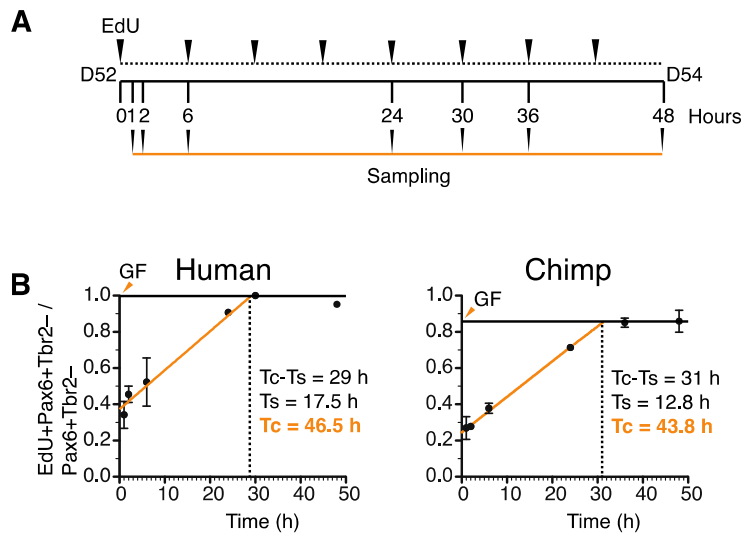 A
EdU
D52
D54
0 1 2 6 24 30 36 48 Hours
Sampling
B
GF Human
EdU+Pax6+Tbr2– /
Pax6+Tbr2–
1.0
0.8
0.6
0.4
0.2
0.0
Tc-Ts = 29 h
Ts = 17.5 h
Tc = 46.5 h
0 10 20 30 40 50
Time (h)
Chimp
GF
1.0
0.8
0.6
0.4
0.2
0.0
Tc-Ts = 31 h
Ts = 12.8 h
Tc = 43.8 h
0 10 20 30 40 50
Time (h)